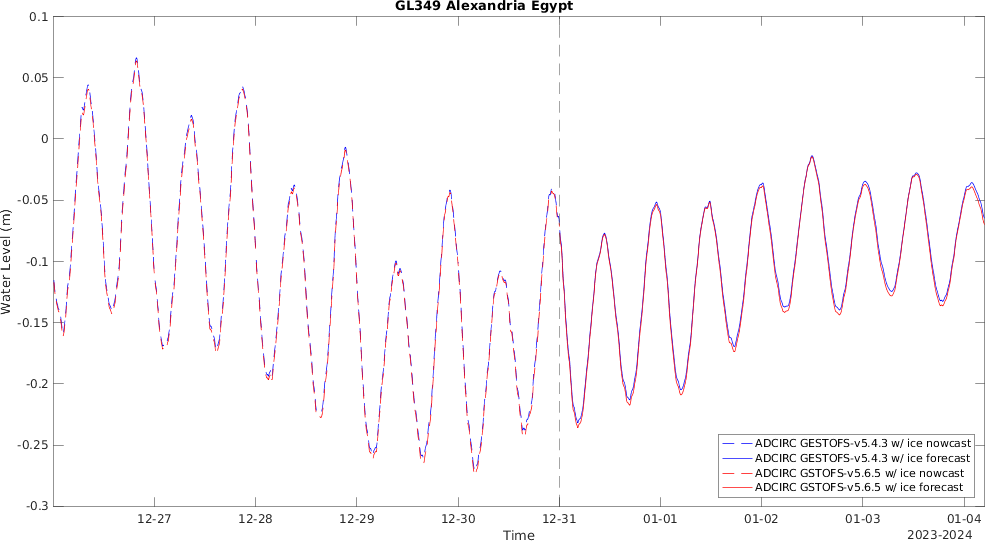 GL349 Alexandria Egypt
0.1
0.05
0
-0.05
-0.1
-0.15
-0.2
-0.25
-0.3
Water Level (m)
ADCIRC GESTOFS-v5.4.3 w/ ice nowcast
ADCIRC GESTOFS-v5.4.3 w/ ice forecast
ADCIRC GSTOFS-v5.6.5 w/ ice nowcast
ADCIRC GSTOFS-v5.6.5 w/ ice forecast
12-27 12-28 12-29 12-30 12-31 01-01 01-02 01-03 01-04
Time
2023-2024